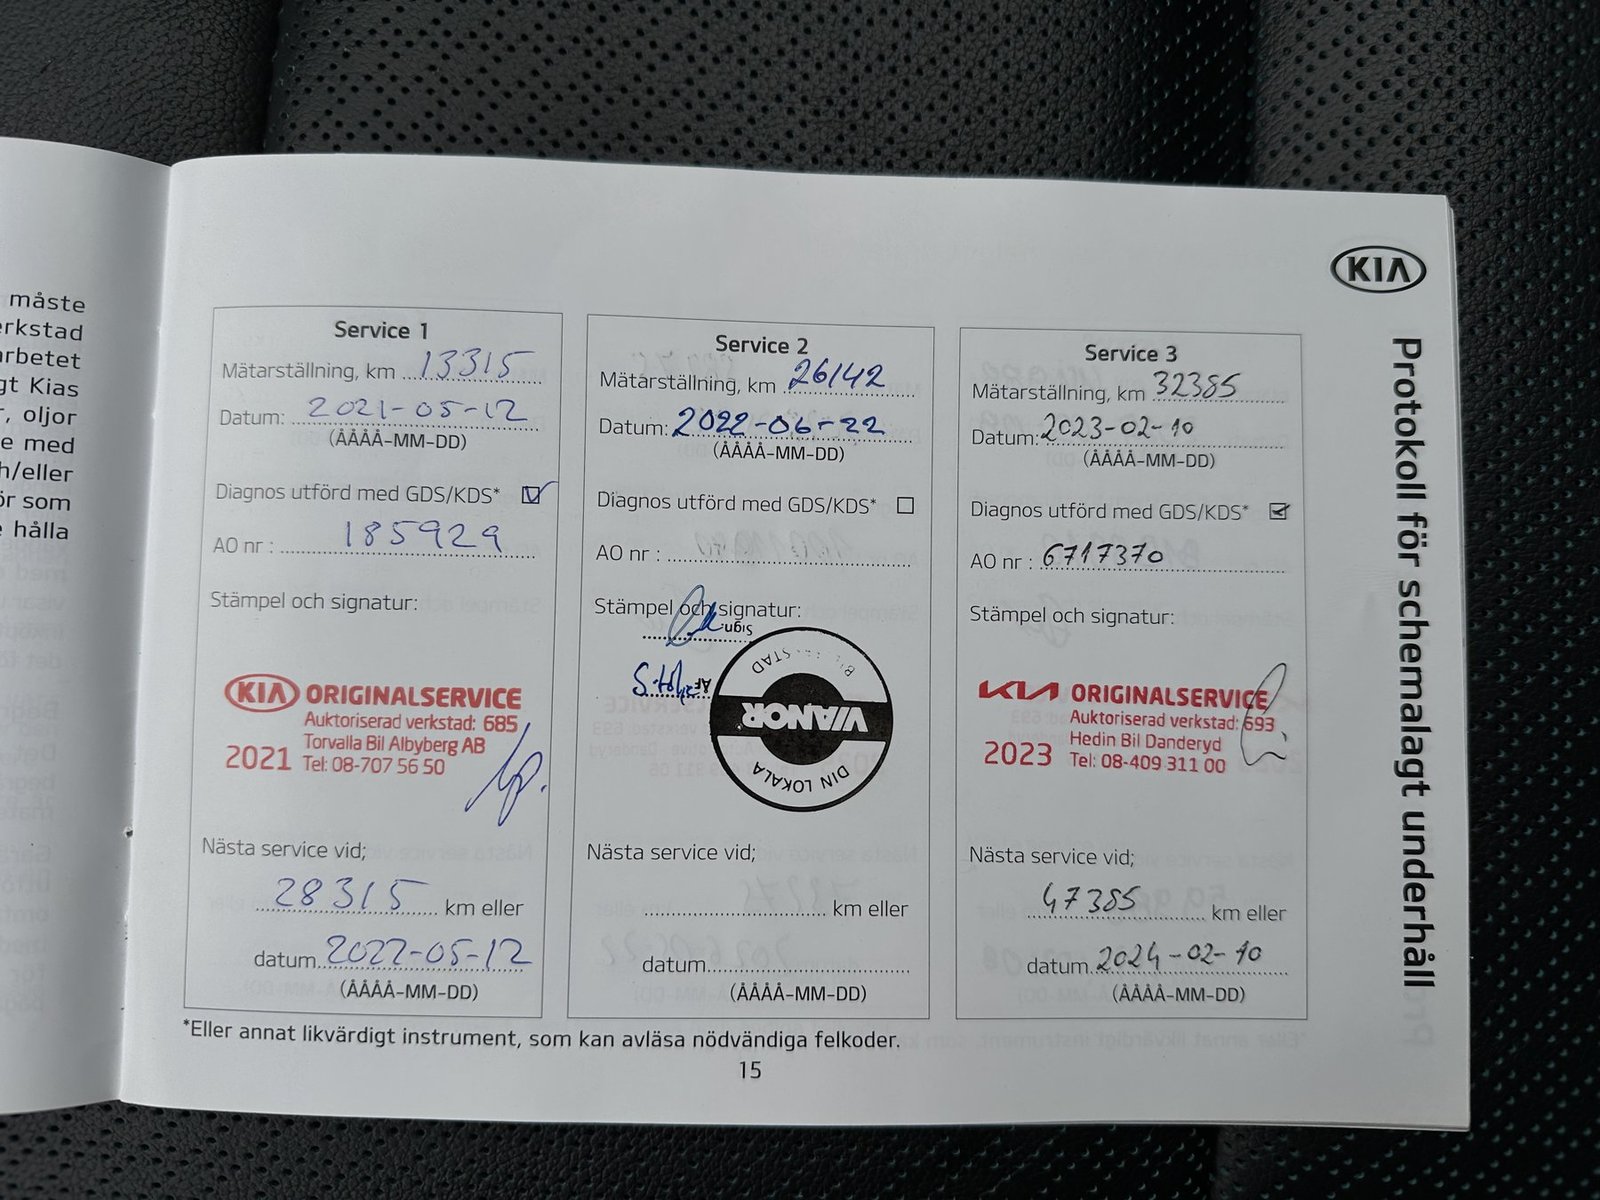 måste
erkstad
arbetet
gt Kias
r, oljor
e med
h/eller
ör som
e hålla
KIA
Protokoll för schemalagt underhåll
Service 1
Mätarställning, km 13315
Datum: 2021-05-12
(ÅÅÅÅ-MM-DD)
Diagnos utförd med GDS/KDS*
AO nr : 185929
Stämpel och signatur:
KIA ORIGINALSERVICE
Auktoriserad verkstad: 685
Torvalla Bil Albyberg AB
2021 Tel: 08-707 56 50
Nästa service vid;
28315 km eller
datum. 2022-05-12
(ÅÅÅÅ-MM-DD)
Service 2
Mätarställning, km 26142
Datum: 2022-06-22
(ÅÅÅÅ-MM-DD)
Diagnos utförd med GDS/KDS*
AO nr :
Stämpel och signatur:
Sign.
ÅF
VIANOR
DIN LOKALA
Nästa service vid;
km eller
datum
(ÅÅÅÅ-MM-DD)
Service 3
Mätarställning, km 32385
Datum: 2023-02-10
(ÅÅÅÅ-MM-DD)
Diagnos utförd med GDS/KDS*
AO nr : 6717370
Stämpel och signatur:
KIA ORIGINALSERVICE
Auktoriserad verkstad: 693
Hedin Bil Danderyd
2023 Tel: 08-409 311 00
Nästa service vid;
47385 km eller
datum. 2024-02-10
(ÅÅÅÅ-MM-DD)
*Eller annat likvärdigt instrument, som kan avläsa nödvändiga felkoder.
15